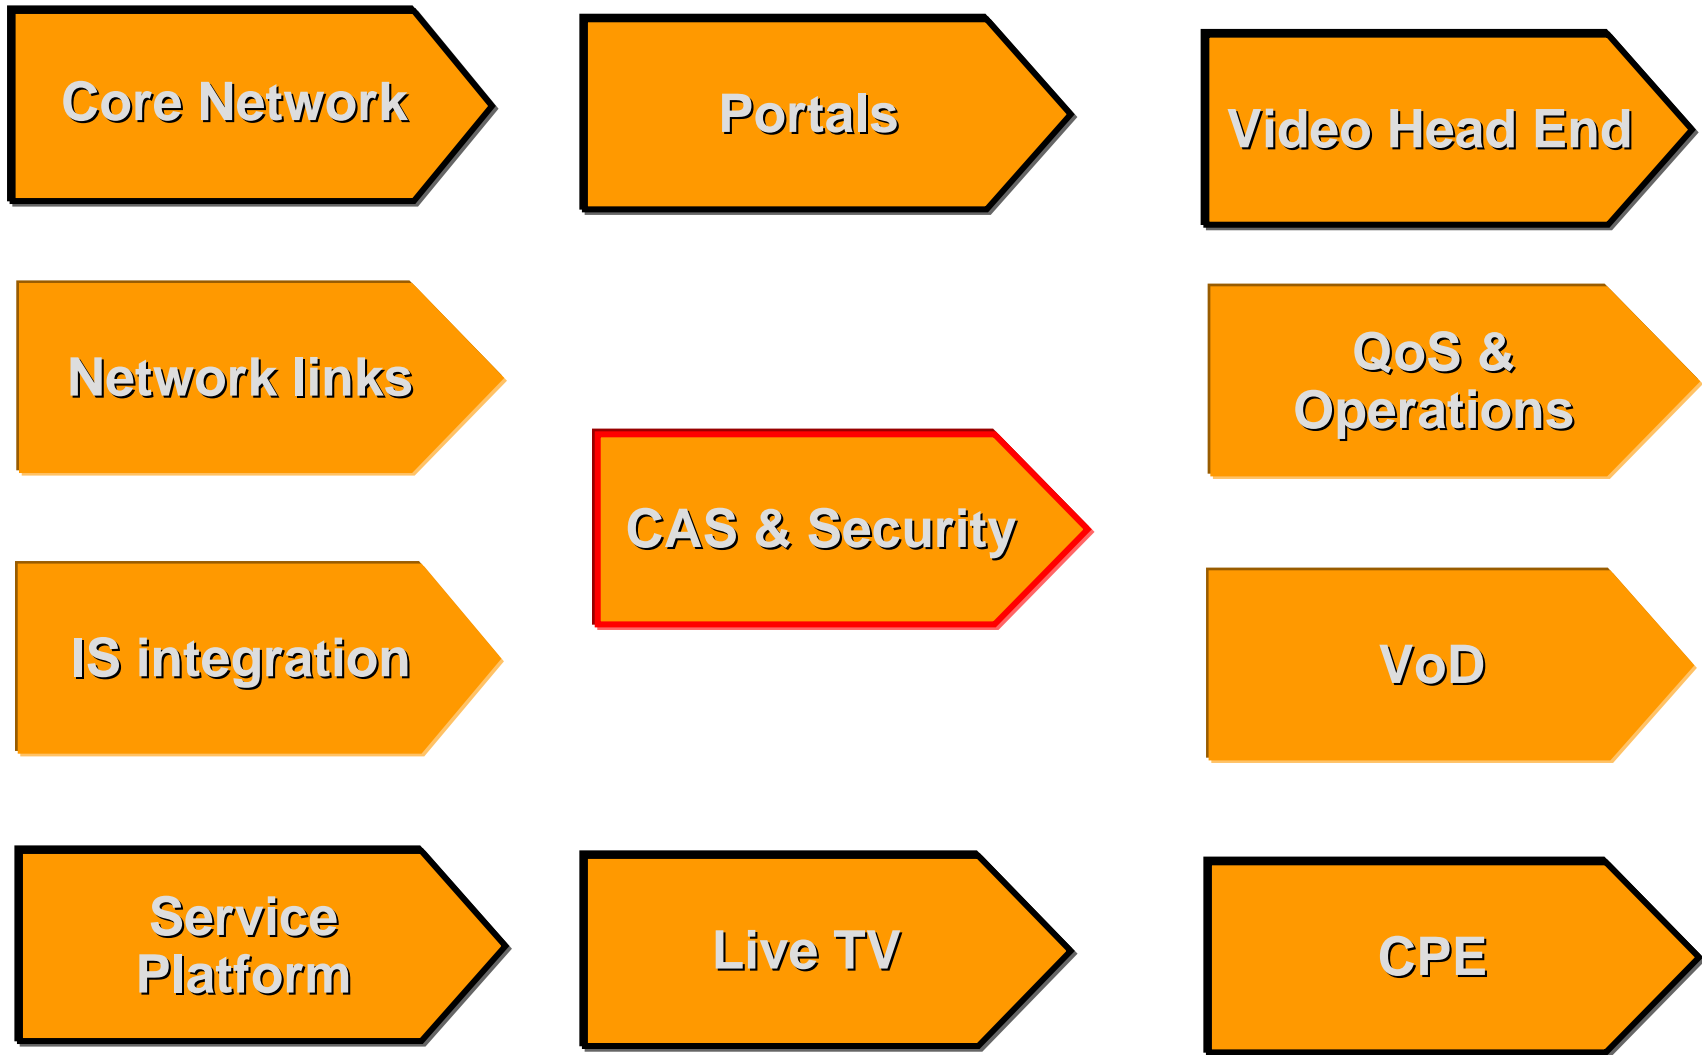 Core Network
Portals
Video Head End
Network links
QoS &
Operations
CAS & Security
IS integration
VoD
Service
Platform
Live TV
CPE